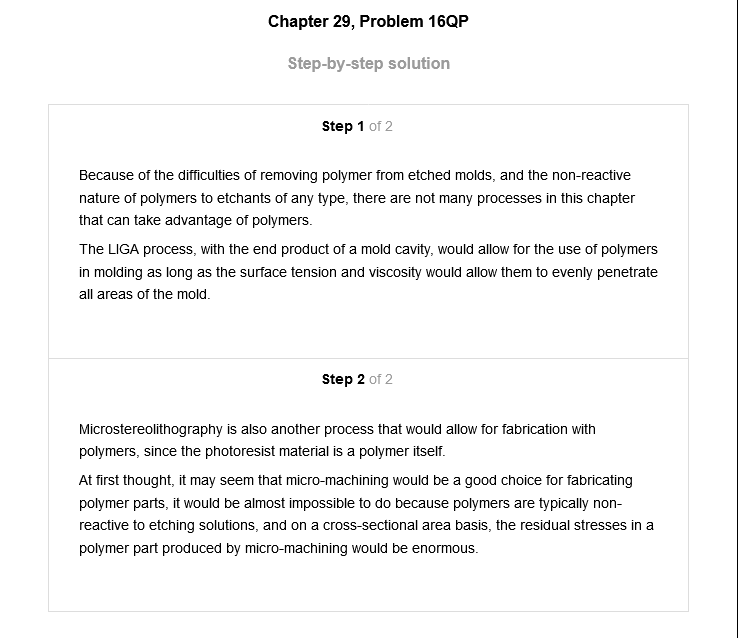 Chapter 29, Problem 16QP
Step-by-step solution
Step 1 of 2
Because of the difficulties of removing polymer from etched molds, and the non-reactive
nature of polymers to etchants of any type, there are not many processes in this chapter
that can take advantage of polymers.
The LIGA process, with the end product of a mold cavity, would allow for the use of polymers
in molding as long as the surface tension and viscosity would allow them to evenly penetrate
all areas of the mold.
Step 2 of 2
Microstereolithography is also another process that would allow for fabrication with
polymers, since the photoresist material is a polymer itself.
At first thought, it may seem that micro-machining would be a good choice for fabricating
polymer parts, it would be almost impossible to do because polymers are typically non-
reactive to etching solutions, and on a cross-sectional area basis, the residual stresses in a
polymer part produced by micro-machining would be enormous.